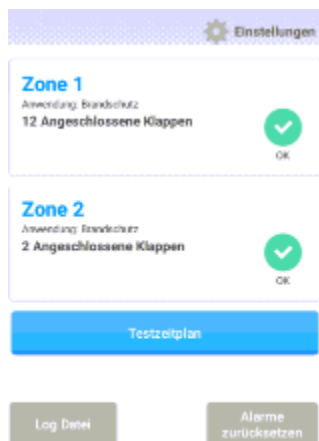 Einstellungen
Zone 1
Anwendung: Brandschutz
12 Angeschlossene Klappen
OK
Zone 2
Anwendung: Brandschutz
2 Angeschlossene Klappen
OK
Testzeitplan
Log Datei
Alarme
zurücksetzen